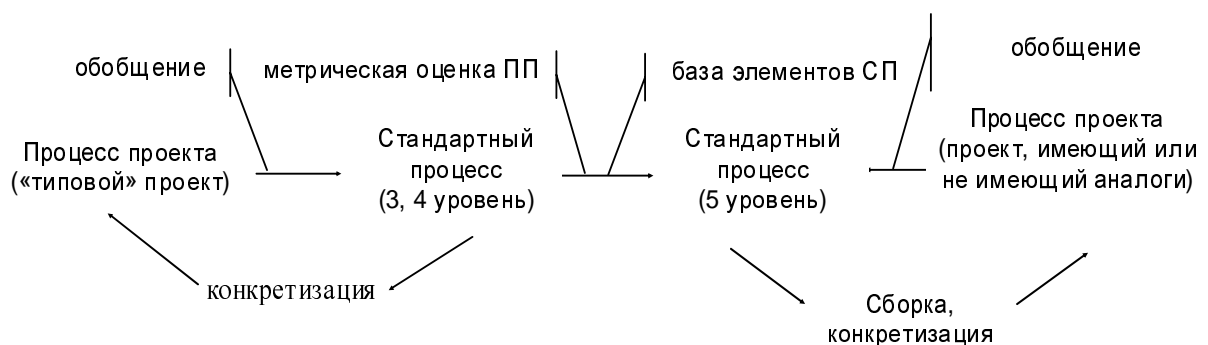 обобщение
метрическая оценка ПП
база элементов СП
обобщение
Процесс проекта
(«типовой» проект)
Стандартный
процесс
(3, 4 уровень)
Стандартный
процесс
(5 уровень)
Процесс проекта
(проект, имеющий или
не имеющий аналоги)
конкретизация
Сборка,
конкретизация